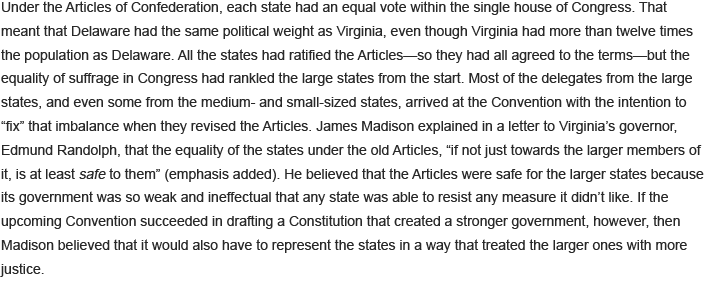 Under the Articles of Confederation, each state had an equal vote within the single house of Congress. That
meant that Delaware had the same political weight as Virginia, even though Virginia had more than twelve times
the population as Delaware. All the states had ratified the Articles—so they had all agreed to the terms—but the
equality of suffrage in Congress had rankled the large states from the start. Most of the delegates from the large
states, and even some from the medium- and small-sized states, arrived at the Convention with the intention to
“fix” that imbalance when they revised the Articles. James Madison explained in a letter to Virginia’s governor,
Edmund Randolph, that the equality of the states under the old Articles, “if not just towards the larger members of
it, is at least safe to them” (emphasis added). He believed that the Articles were safe for the larger states because
its government was so weak and ineffectual that any state was able to resist any measure it didn’t like. If the
upcoming Convention succeeded in drafting a Constitution that created a stronger government, however, then
Madison believed that it would also have to represent the states in a way that treated the larger ones with more
justice.